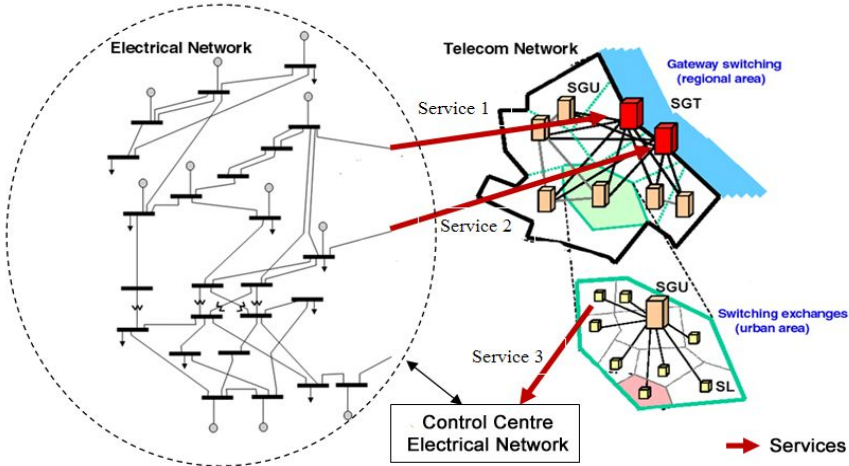 Electrical Network
Telecom Network
Gateway switching
(regional area)
SGU
SGT
Service 1
Service 2
SGU
Switching exchanges
(urban area)
Service 3
SL
Control Centre
Electrical Network
Services